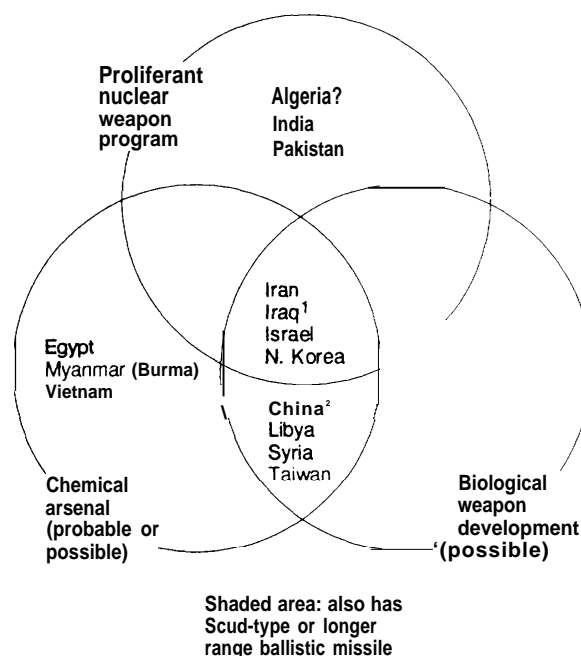 Proliferant
nuclear
weapon
program
Algeria?
India
Pakistan
Iran
Iraq¹
Israel
N. Korea
Egypt
Myanmar (Burma)
Vietnam
China²
Libya
Syria
Taiwan
Chemical
arsenal
(probable or
possible)
Biological
weapon
development
‘(possible)
Shaded area: also has
Scud-type or longer
range ballistic missile